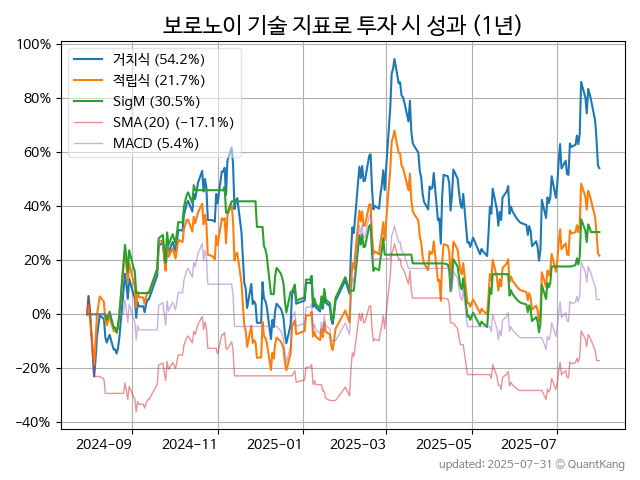 보로노이 기술 지표로 투자 시 성과 (1년)
100%
80%
60%
40%
20%
0%
−20%
−40%
거치식 (54.2%)
적립식 (21.7%)
SigM (30.5%)
SMA(20) (-17.1%)
MACD (5.4%)
2024-09 2024-11 2025-01 2025-03 2025-05 2025-07
updated: 2025-07-31 © QuantKang